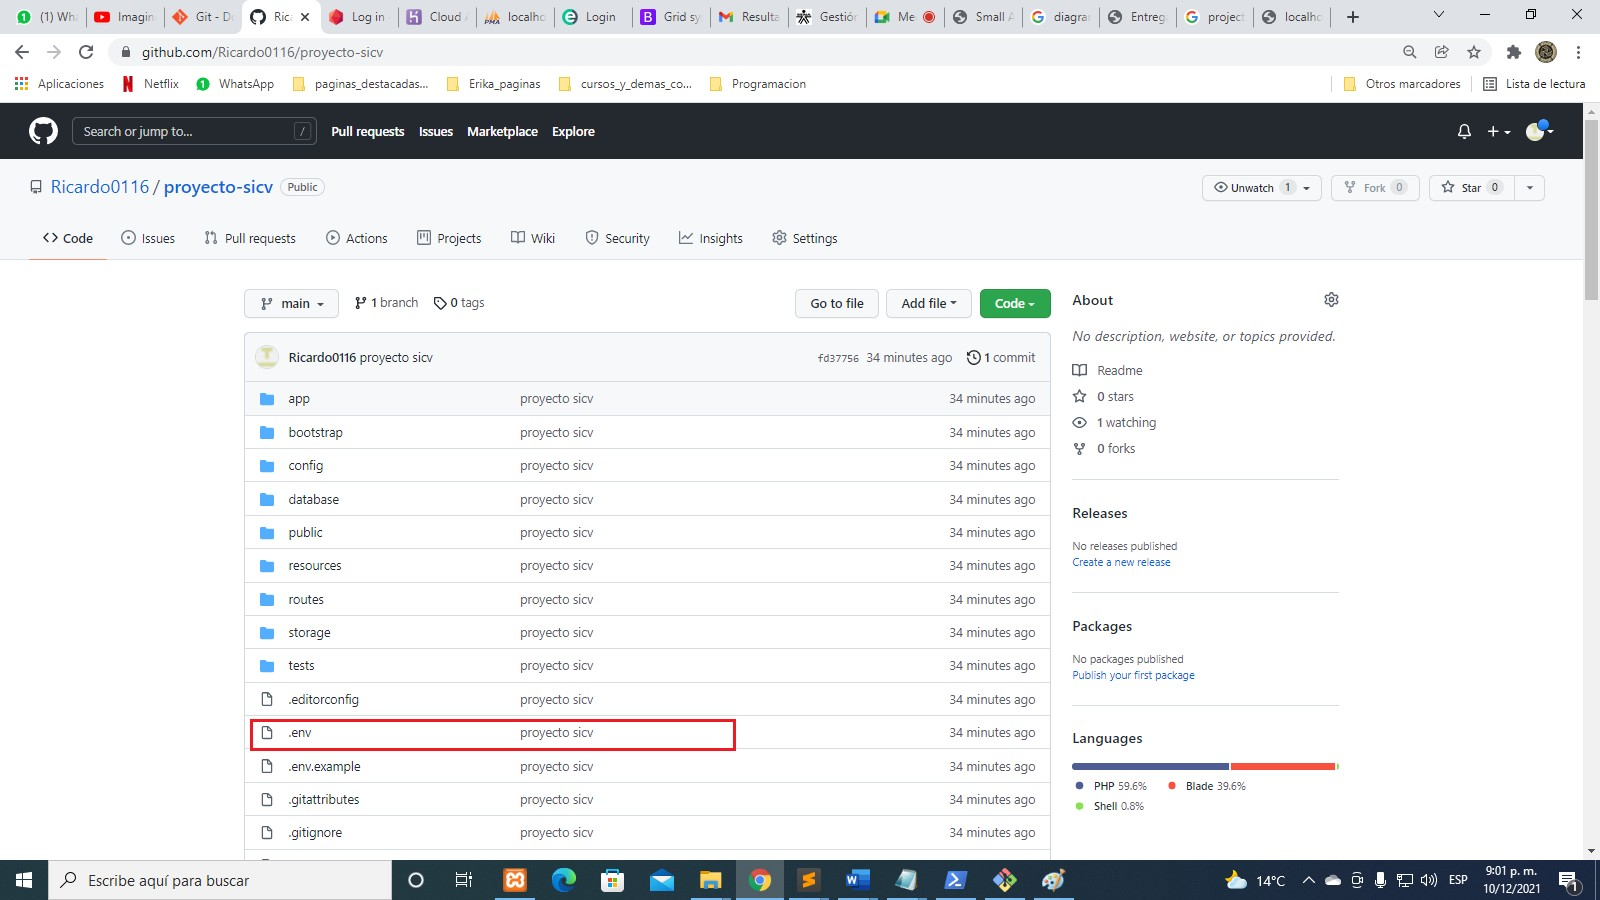 (1) Wha
Imagin
Git - D
Ric
Log in
Cloud
localho
Login
Grid sy
Resulta
Gestión
Me
Small A
diagra
Entreg
project
localho
github.com/Ricardo0116/proyecto-sicv
Aplicaciones
Netflix
WhatsApp
paginas_destacadas...
Erika_paginas
cursos_y_demas_co...
Programacion
Otros marcadores
Lista de lectura
Search or jump to... /
Pull requests
Issues
Marketplace
Explore
Ricardo0116 / proyecto-sicv Public
Unwatch 1
Fork 0
Star 0
Code
Issues
Pull requests
Actions
Projects
Wiki
Security
Insights
Settings
main
1 branch
0 tags
Go to file
Add file
Code
Ricardo0116 proyecto sicv fd37756 34 minutes ago 1 commit
app proyecto sicv 34 minutes ago
bootstrap proyecto sicv 34 minutes ago
config proyecto sicv 34 minutes ago
database proyecto sicv 34 minutes ago
public proyecto sicv 34 minutes ago
resources proyecto sicv 34 minutes ago
routes proyecto sicv 34 minutes ago
storage proyecto sicv 34 minutes ago
tests proyecto sicv 34 minutes ago
.editorconfig proyecto sicv 34 minutes ago
.env proyecto sicv 34 minutes ago
.env.example proyecto sicv 34 minutes ago
.gitattributes proyecto sicv 34 minutes ago
.gitignore proyecto sicv 34 minutes ago
About
No description, website, or topics provided.
Readme
0 stars
1 watching
0 forks
Releases
No releases published
Create a new release
Packages
No packages published
Publish your first package
Languages
PHP 59.6%
Blade 39.6%
Shell 0.8%
Escribe aquí para buscar
14°C
ESP
9:01 p. m.
10/12/2021
1